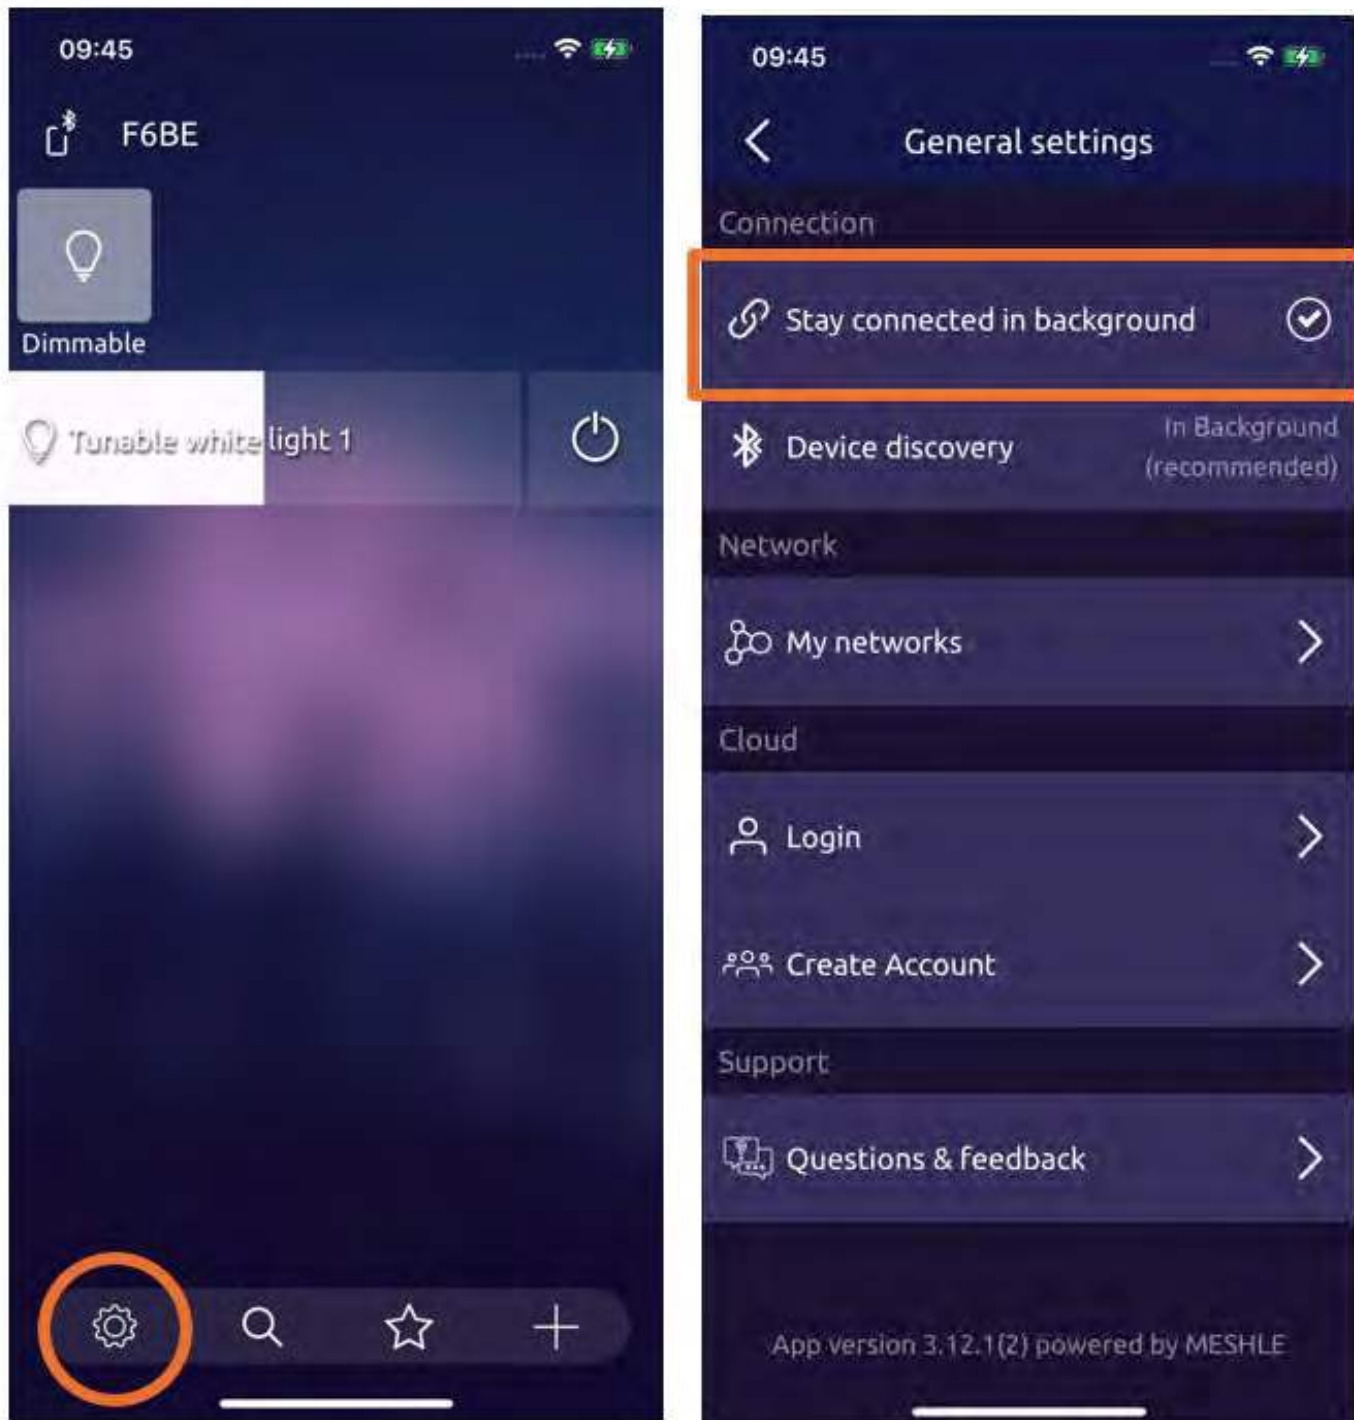 09:45
F6BE
Dimmable
Tunable white light 1
09:45
General settings
Connection
Stay connected in background
Device discovery
In Background
(recommended)
Network
My networks
Cloud
Login
Create Account
Support
Questions & feedback
App version 3.12.1(2) powered by MESHLE